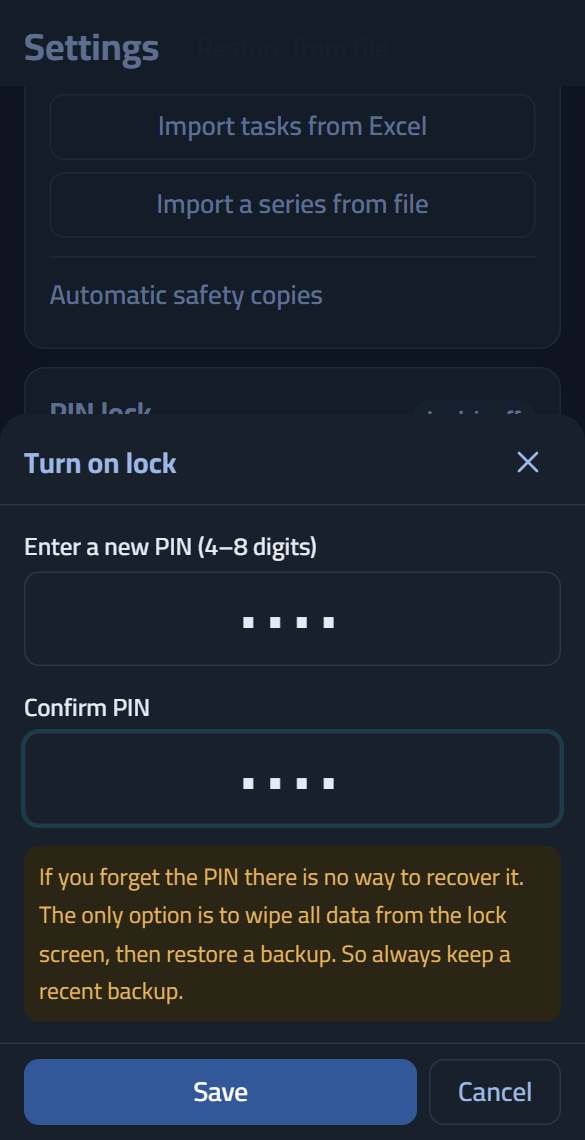 Settings
Import tasks from Excel
Import a series from file
Automatic safety copies
PIN lock
Turn on lock
Enter a new PIN (4–8 digits)
Confirm PIN
If you forget the PIN there is no way to recover it.
The only option is to wipe all data from the lock
screen, then restore a backup. So always keep a
recent backup.
Save
Cancel